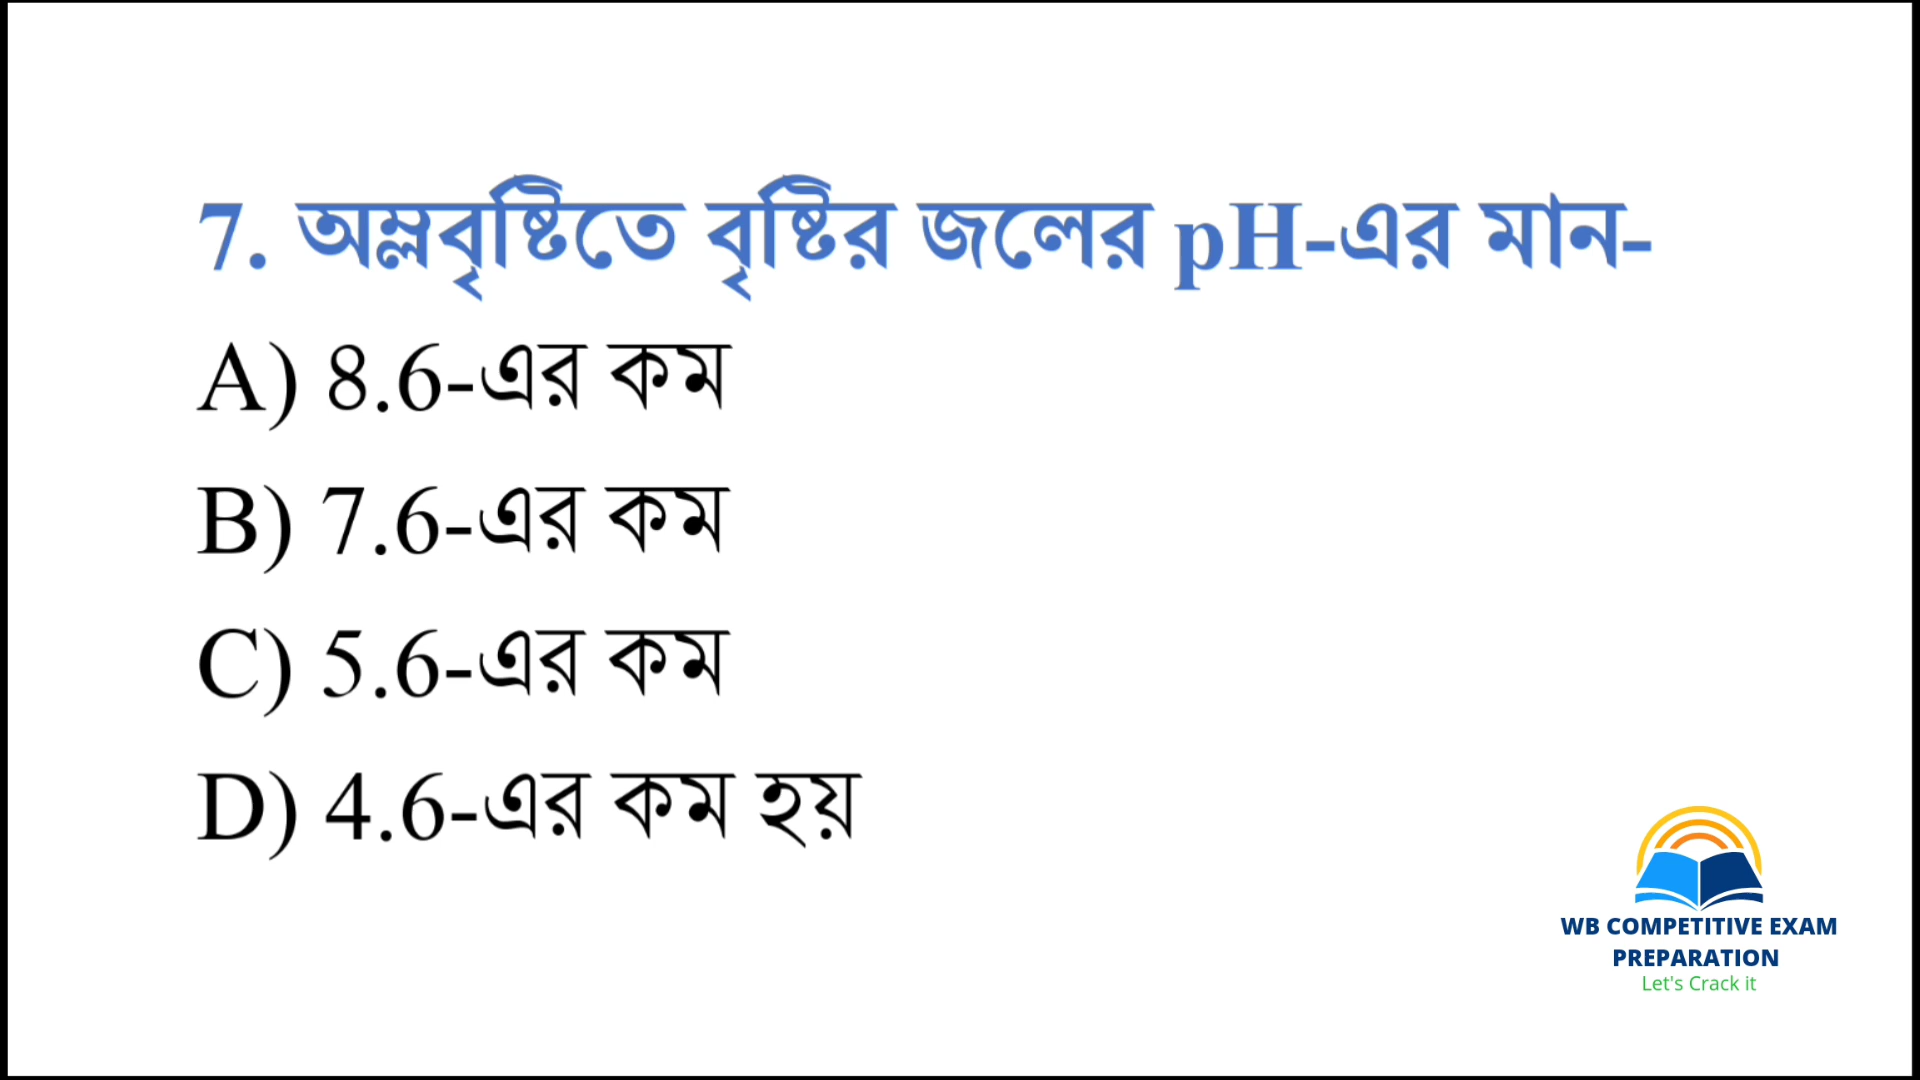 7. অম্লবৃষ্টিতে বৃষ্টির জলের pH-এর মান-
A) 8.6-এর কম
B) 7.6-এর কম
C) 5.6-এর কম
D) 4.6-এর কম হয়
WB COMPETITIVE EXAM
PREPARATION
Let's Crack it